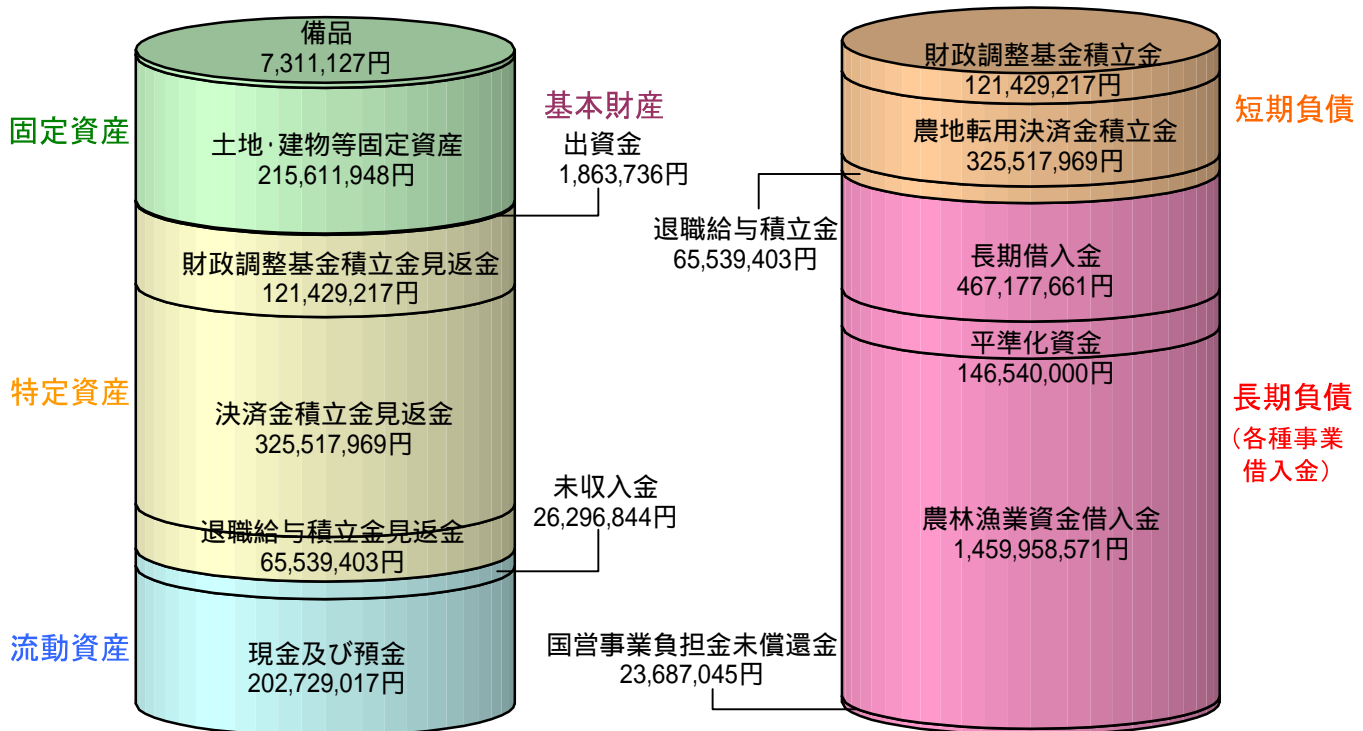 備品
7,311,127円
固定資産
土地･建物等固定資産
215,611,948円
基本財産
出資金
1,863,736円
財政調整基金積立金見返金
121,429,217円
特定資産
決済金積立金見返金
325,517,969円
退職給与積立金見返金
65,539,403円
未収入金
26,296,844円
流動資産
現金及び預金
202,729,017円
財政調整基金積立金
121,429,217円
短期負債
農地転用決済金積立金
325,517,969円
退職給与積立金
65,539,403円
長期借入金
467,177,661円
平準化資金
146,540,000円
長期負債
(各種事業
借入金)
農林漁業資金借入金
1,459,958,571円
国営事業負担金未償還金
23,687,045円